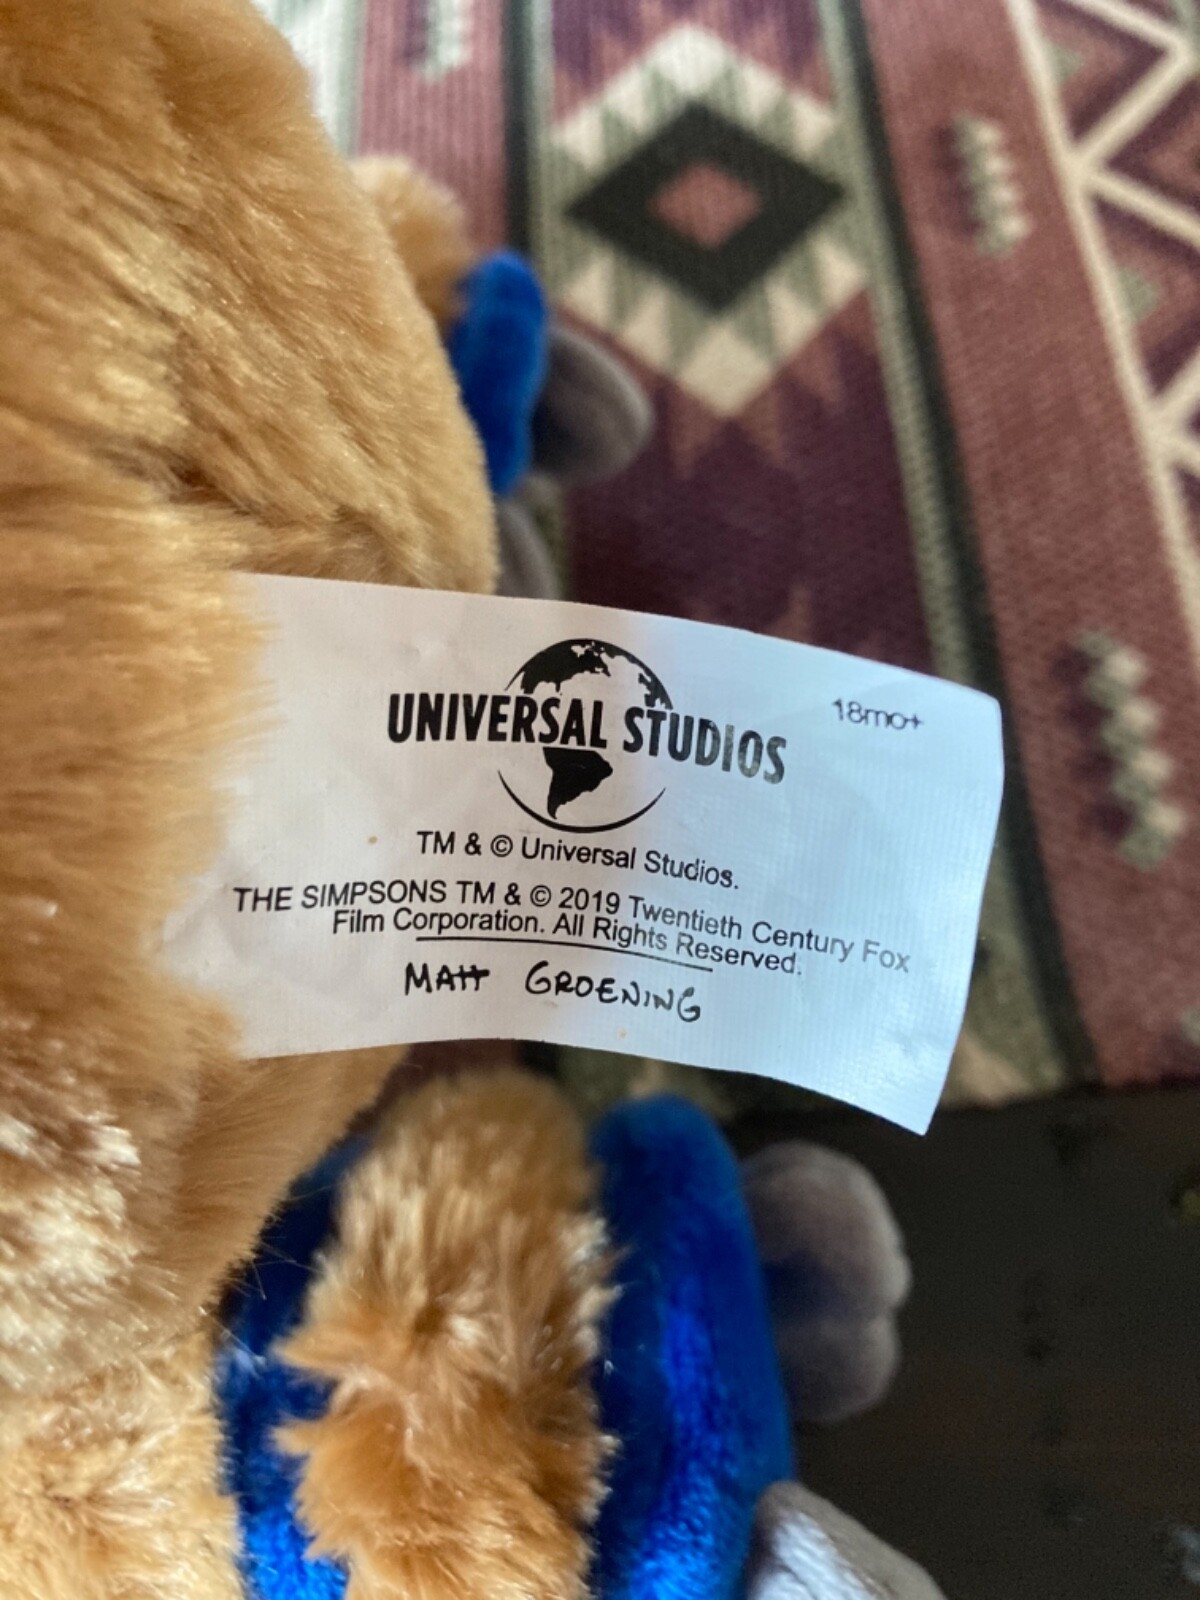 UNIVERSAL STUDIOS
18mo+
TM & © Universal Studios.
THE SIMPSONS TM & © 2019 Twentieth Century Fox
Film Corporation. All Rights Reserved.
MATT GROENING